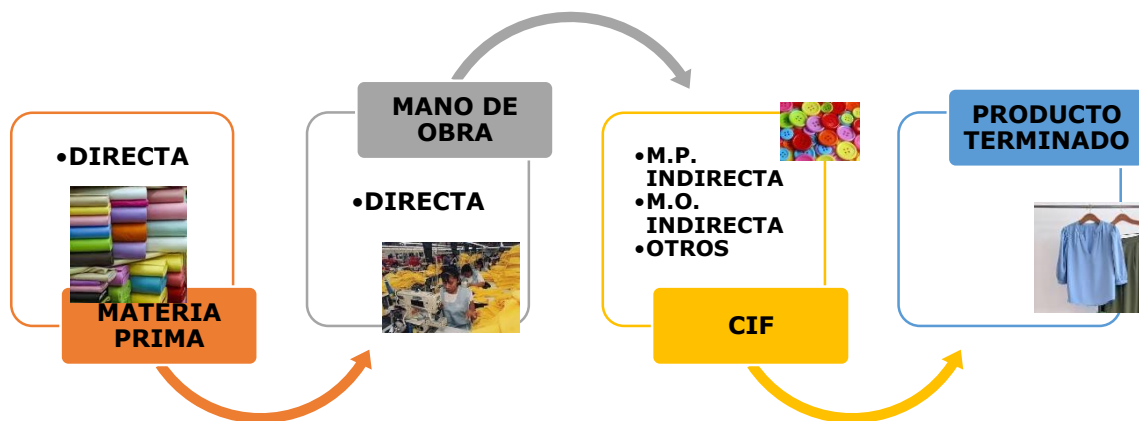 •DIRECTA
MATERIA
PRIMA
MANO DE
OBRA
•DIRECTA
•M.P.
INDIRECTA
•M.O.
INDIRECTA
•OTROS
CIF
PRODUCTO
TERMINADO